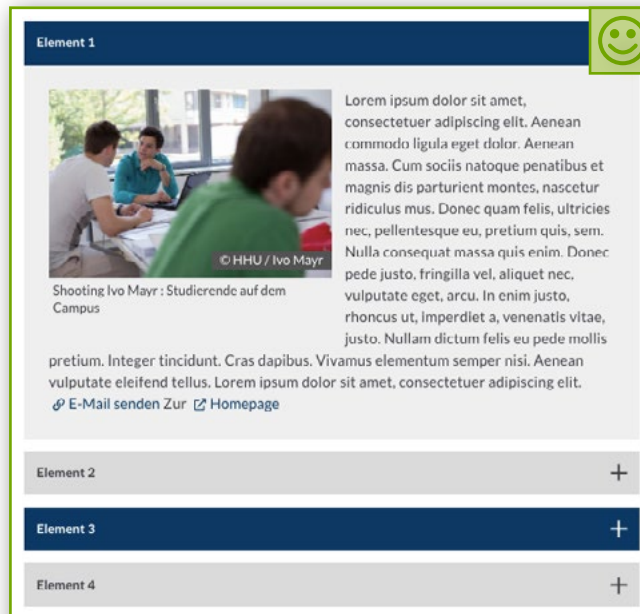 Element 1
© HHU / Ivo Mayr
Shooting Ivo Mayr : Studierende auf dem
Campus
Lorem ipsum dolor sit amet,
consectetuer adipiscing elit. Aenean
commodo ligula eget dolor. Aenean
massa. Cum sociis natoque penatibus et
magnis dis parturient montes, nascetur
ridiculus mus. Donec quam felis, ultricies
nec, pellentesque eu, pretium quis, sem.
Nulla consequat massa quis enim. Donec
pede justo, fringilla vel, aliquet nec,
vulputate eget, arcu. In enim justo,
rhoncus ut, imperdiet a, venenatis vitae,
justo. Nullam dictum felis eu pede mollis
pretium. Integer tincidunt. Cras dapibus. Vivamus elementum semper nisi. Aenean
vulputate eleifend tellus. Lorem ipsum dolor sit amet, consectetuer adipiscing elit.
E-Mail senden Zur Homepage
Element 2
Element 3
Element 4